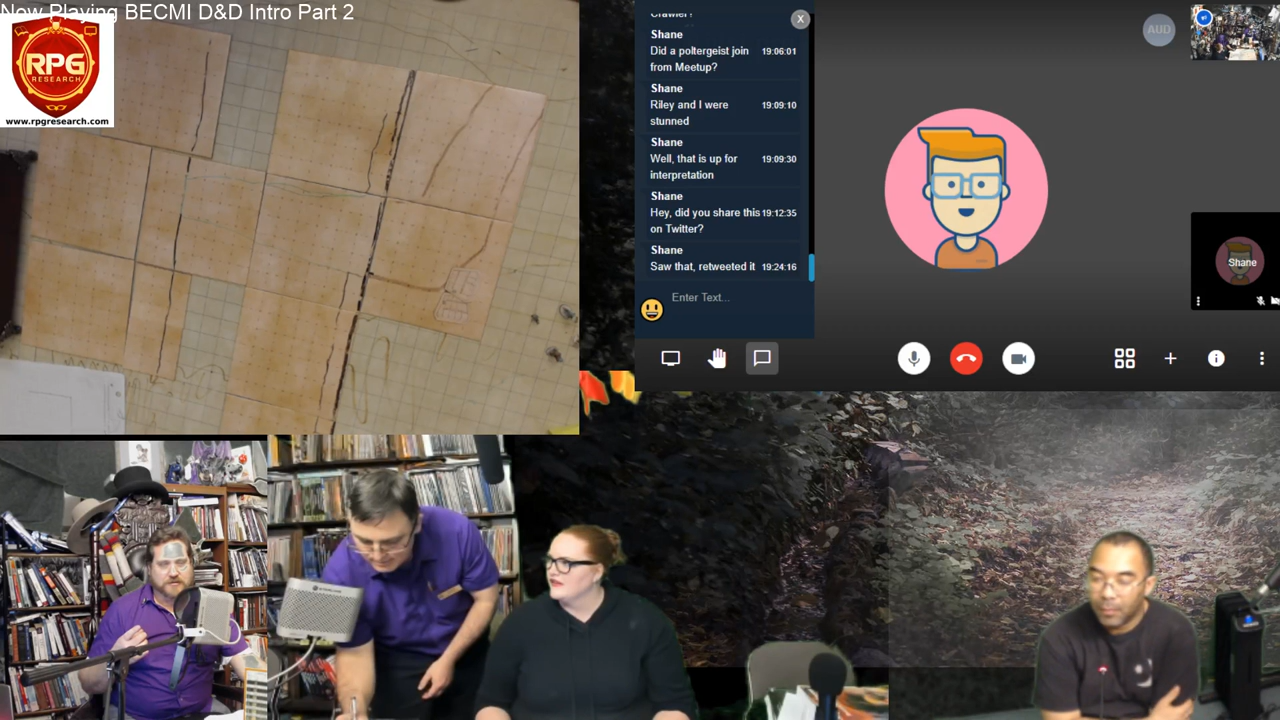 Now Playing BECMI D&D Intro Part 2
RPG
RESEARCH
www.rpgresearch.com
Crawler?
X
Shane
Did a poltergeist join
from Meetup?
19:06:01
Shane
Riley and I were
stunned
19:09:10
Shane
Well, that is up for
interpretation
19:09:30
Shane
Hey, did you share this
on Twitter?
19:12:35
Shane
Saw that, retweeted it
19:24:16
Enter Text...
AUD
Shane